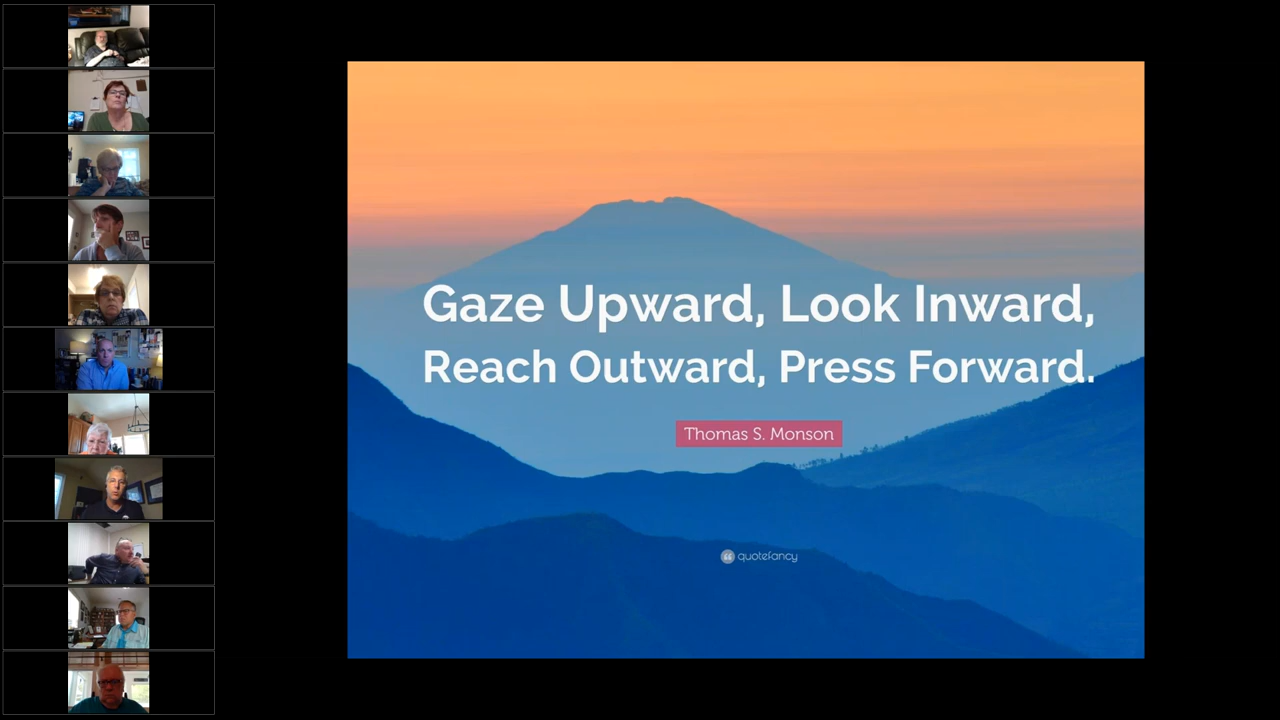 Gaze Upward, Look Inward,
Reach Outward, Press Forward.
Thomas S. Monson
quotefancy